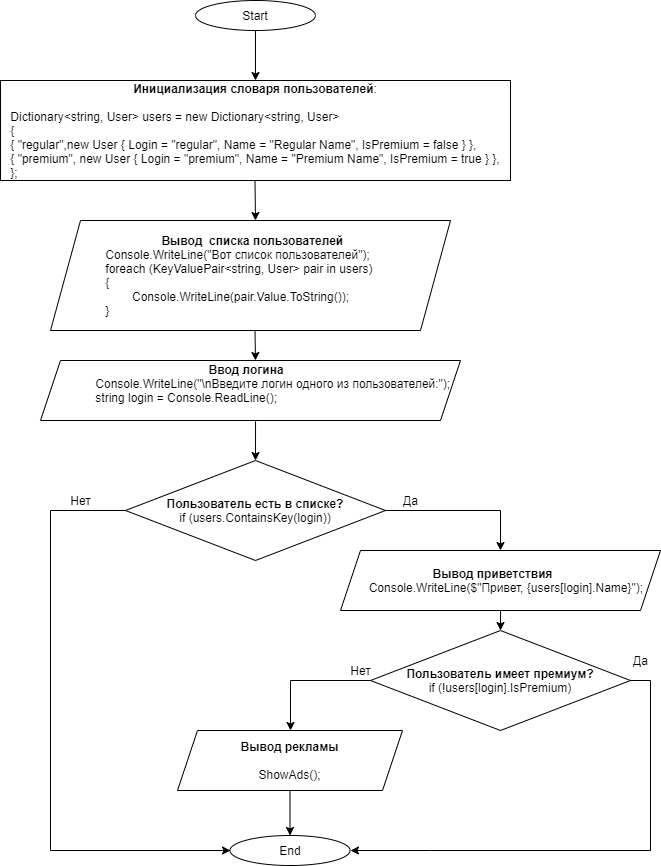 Start
Инициализация словаря пользователей:
Dictionary<string, User> users = new Dictionary<string, User>
{
{ "regular",new User { Login = "regular", Name = "Regular Name", IsPremium = false } },
{ "premium", new User { Login = "premium", Name = "Premium Name", IsPremium = true } },
};
Вывод списка пользователей
Console.WriteLine("Вот список пользователей");
foreach (KeyValuePair<string, User> pair in users)
{
Console.WriteLine(pair.Value.ToString());
}
Ввод логина
Console.WriteLine("\nВведите логин одного из пользователей:");
string login = Console.ReadLine();
Нет
Да
Пользователь есть в списке?
if (users.ContainsKey(login))
Вывод приветствия
Console.WriteLine($"Привет, {users[login].Name}");
Нет
Да
Пользователь имеет премиум?
if (!users[login].IsPremium)
Вывод рекламы
ShowAds();
End